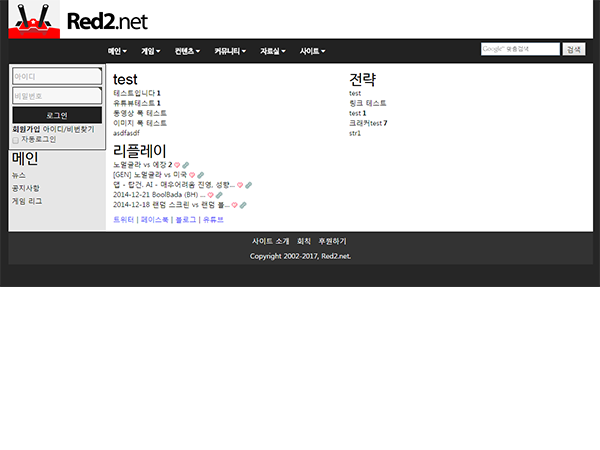 Red2.net
메인 게임 컨텐츠 커뮤니티 자료실 사이트
Google™ 맞춤검색 검색
아이디
비밀번호
로그인
회원가입 아이디/비번찾기
자동로그인
메인
뉴스
공지사항
게임 리그
test
테스트입니다 1
유튜브테스트 1
동영상 폭 테스트
이미지 폭 테스트
asdfasdf
전략
test
링크 테스트
test 1
크래커test 7
str1
리플레이
노멀귤라 vs 에장 2
[GEN] 노멀귤라 vs 미국
맵 - 탑건. AI - 매우어려움 진영, 성향...
2014-12-21 BoolBada (BH) ...
2014-12-18 랜덤 스크린 vs 랜덤 불...
트위터 | 페이스북 | 블로그 | 유튜브
사이트 소개 회칙 후원하기
Copyright 2002-2017, Red2.net.